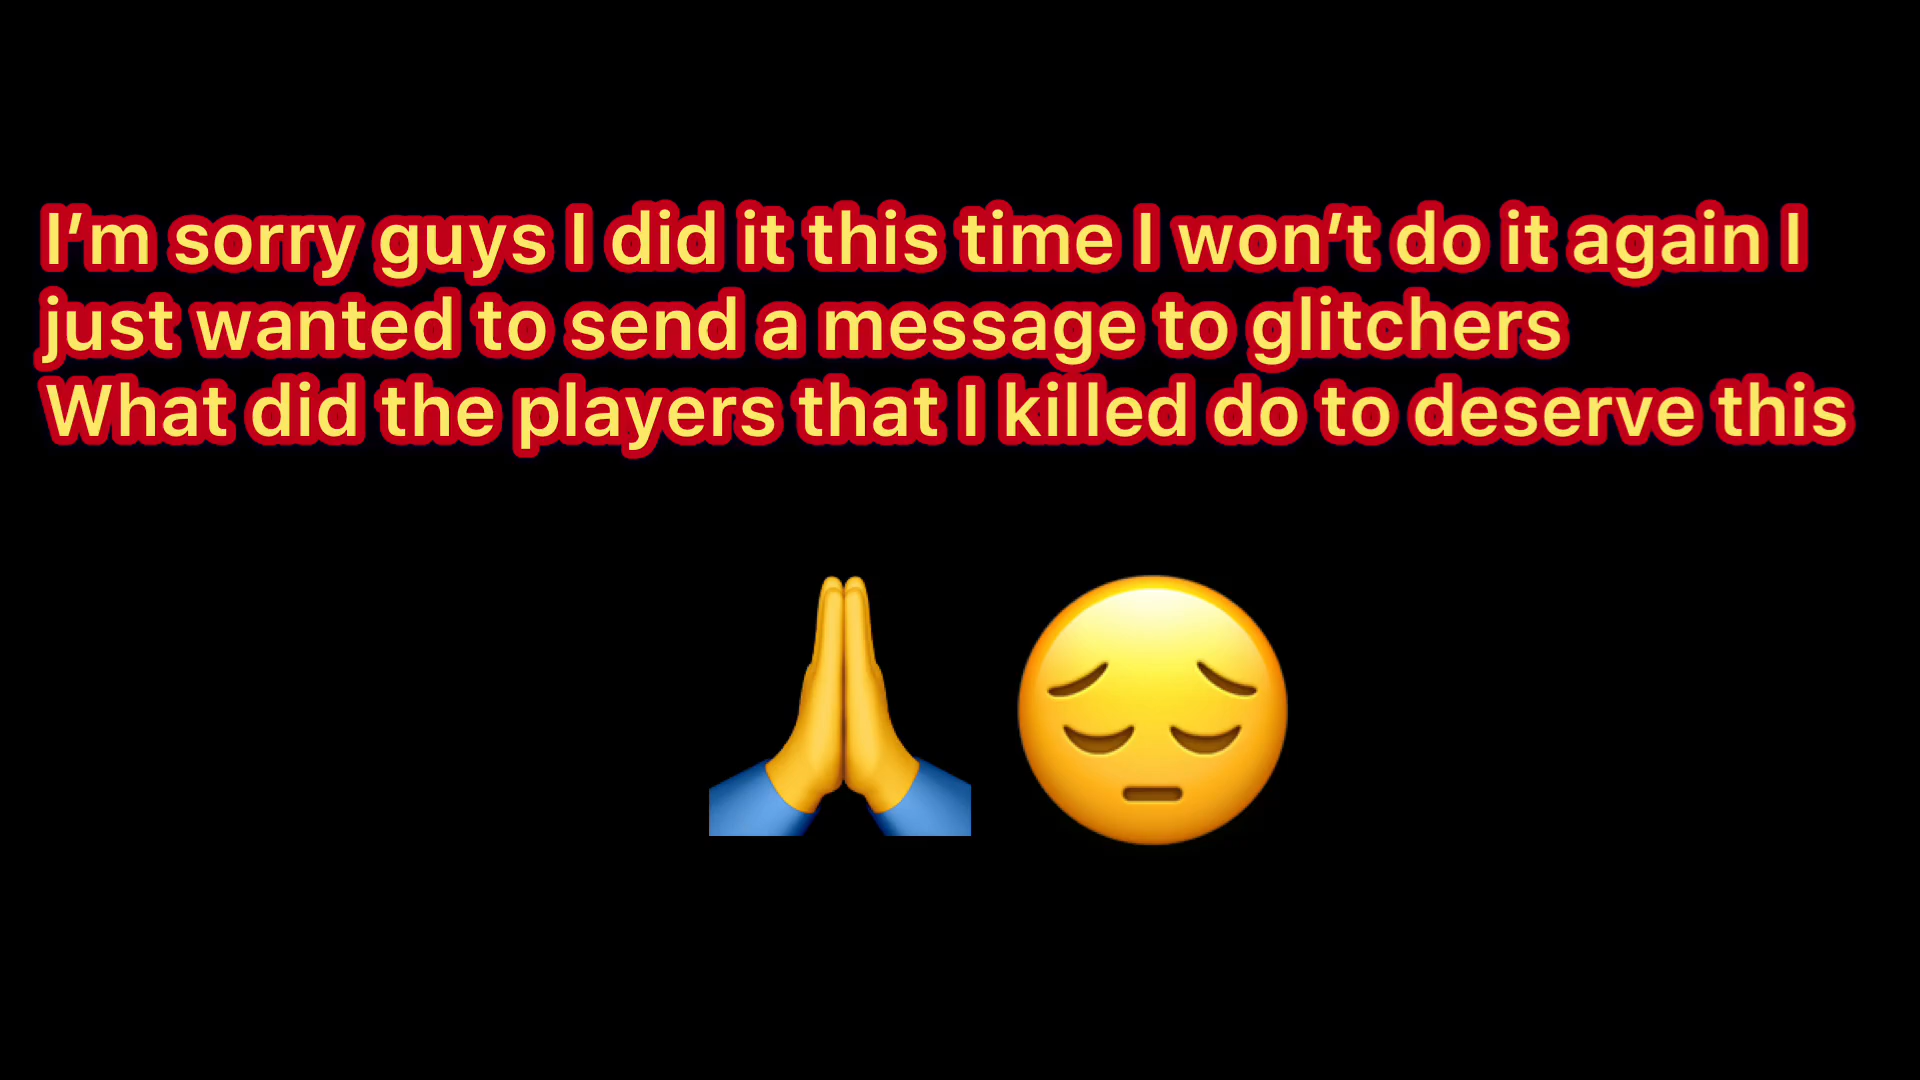 I’m sorry guys I did it this time I won’t do it again I
just wanted to send a message to glitchers
What did the players that I killed do to deserve this